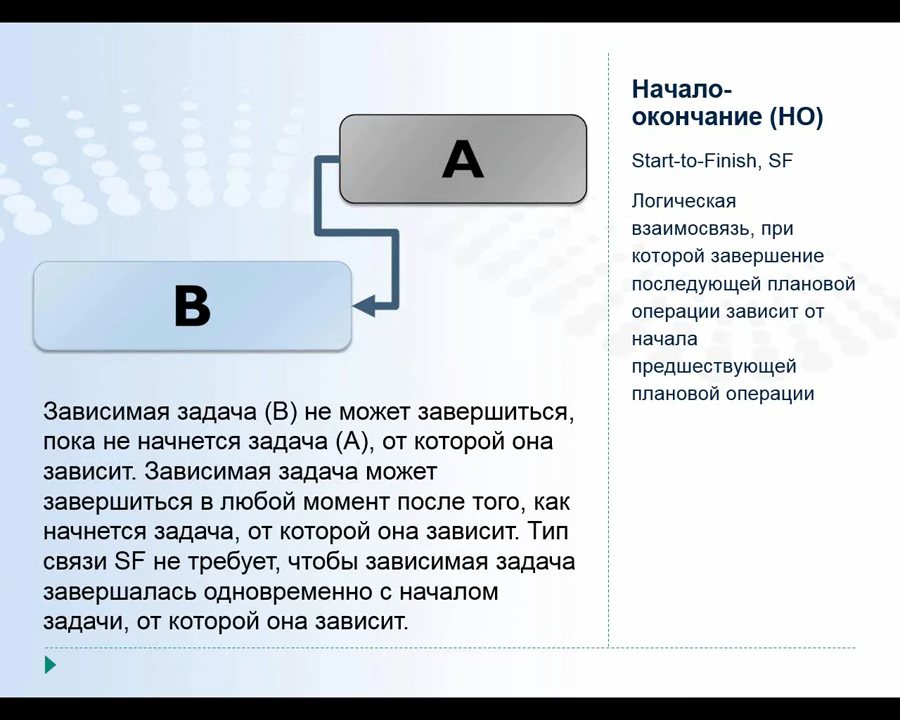 A
B
Зависимая задача (B) не может завершиться,
пока не начнется задача (A), от которой она
зависит. Зависимая задача может
завершиться в любой момент после того, как
начнется задача, от которой она зависит. Тип
связи SF не требует, чтобы зависимая задача
завершалась одновременно с началом
задачи, от которой она зависит.
Начало-
окончание (НО)
Start-to-Finish, SF
Логическая
взаимосвязь, при
которой завершение
последующей плановой
операции зависит от
начала
предшествующей
плановой операции